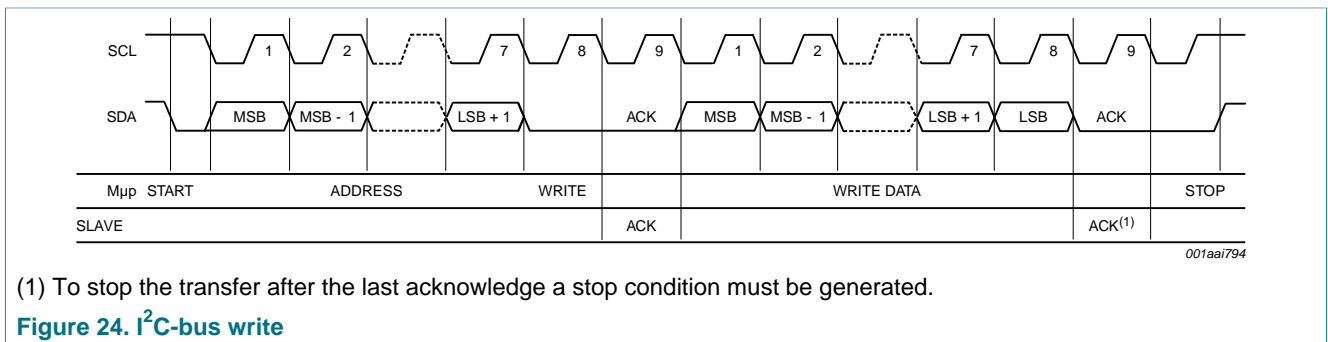 SCL 1 2 7 8 9 1 2 7 8 9
SDA MSB MSB - 1 LSB + 1 ACK MSB MSB - 1 LSB + 1 LSB ACK
Mµp START ADDRESS WRITE WRITE DATA STOP
SLAVE ACK ACK(1)
001aai794
(1) To stop the transfer after the last acknowledge a stop condition must be generated.
Figure 24. I²C-bus write